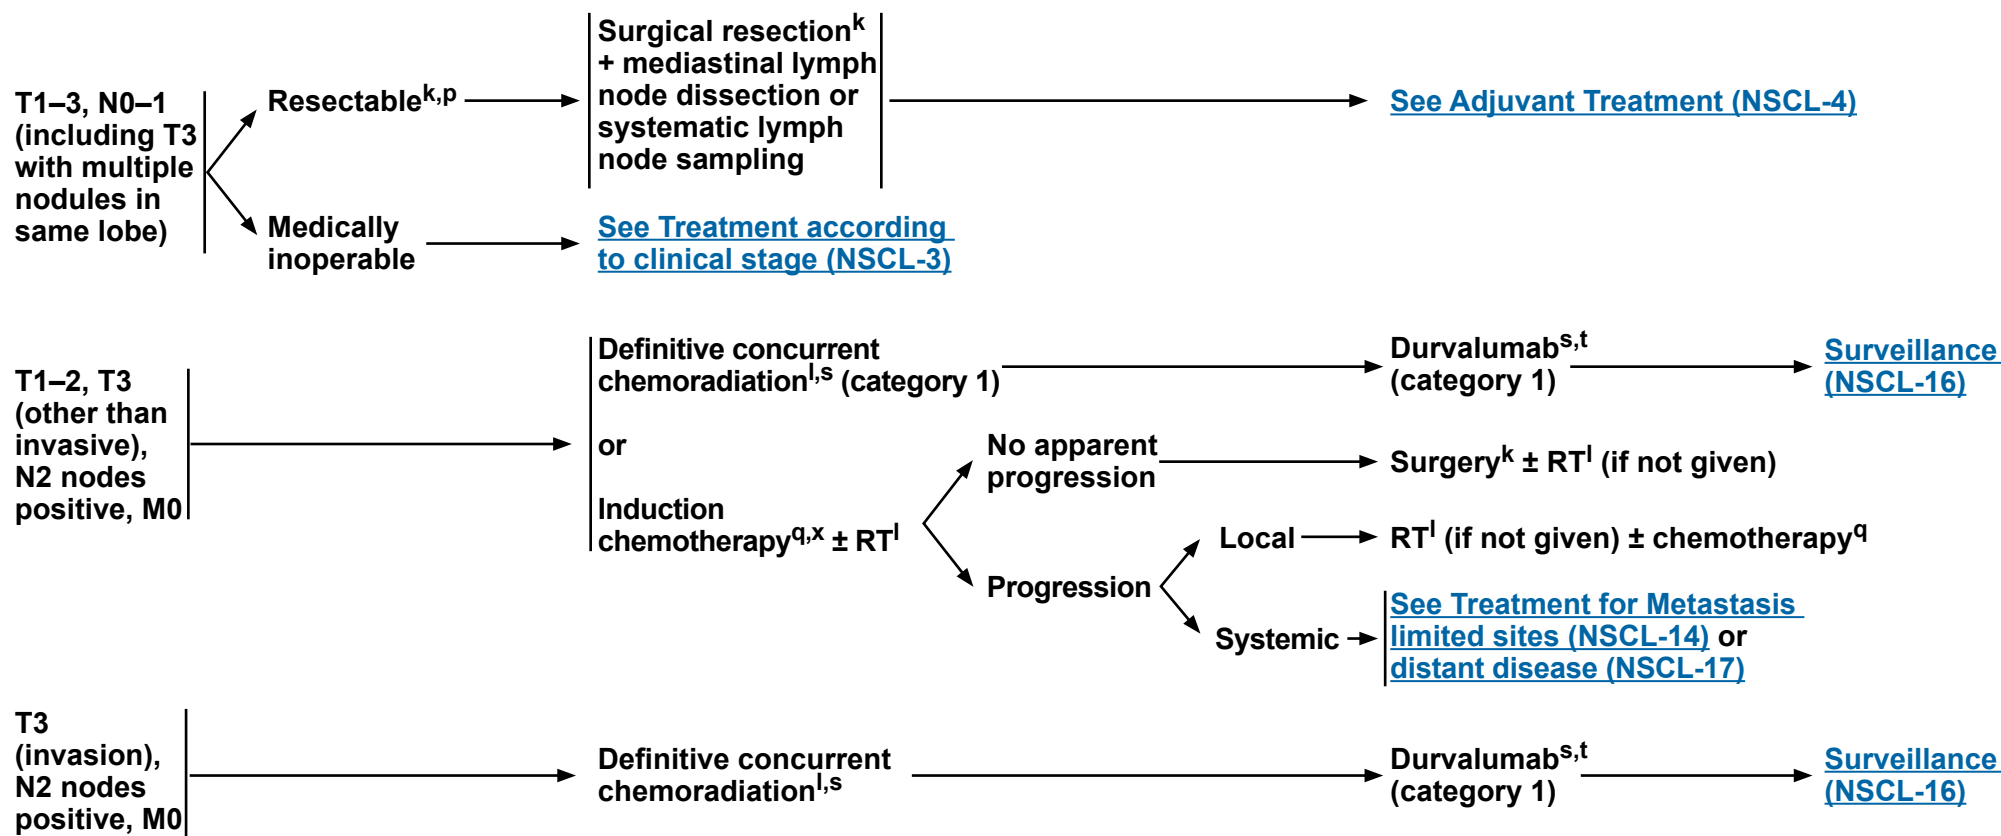 T1–3, N0–1
(including T3
with multiple
nodules in
same lobe)
Resectablek,p
Surgical resectionk
+ mediastinal lymph
node dissection or
systematic lymph
node sampling
See Adjuvant Treatment (NSCL-4)
Medically
inoperable
See Treatment according
to clinical stage (NSCL-3)
T1–2, T3
(other than
invasive),
N2 nodes
positive, M0
Definitive concurrent
chemoradiationl,s (category 1)
Durvalumabs,t
(category 1)
Surveillance
(NSCL-16)
or
Induction
chemotherapyq,x ± RTl
No apparent
progression
Surgeryk ± RTl (if not given)
Progression
Local
RTl (if not given) ± chemotherapyq
Systemic
See Treatment for Metastasis
limited sites (NSCL-14) or
distant disease (NSCL-17)
T3
(invasion),
N2 nodes
positive, M0
Definitive concurrent
chemoradiationl,s
Durvalumabs,t
(category 1)
Surveillance
(NSCL-16)